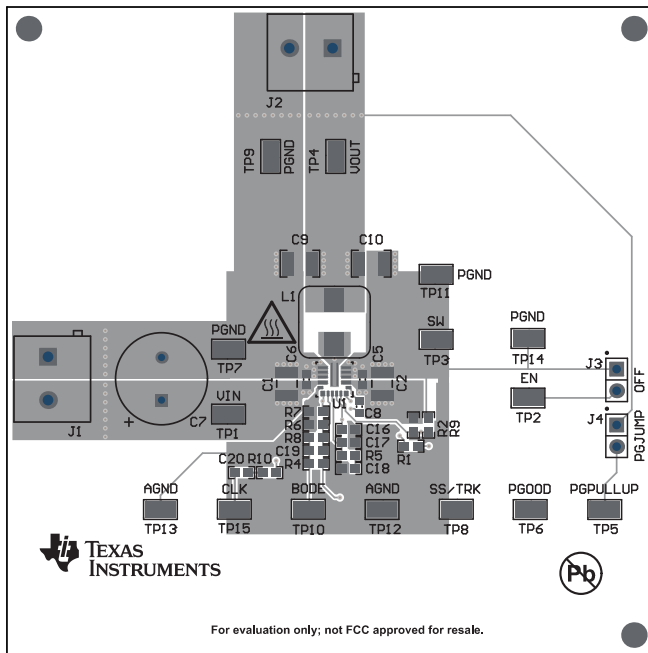 J2
TP9
PGND
TP4
VOUT
C9
C10
L1
TP11
PGND
PGND
TP7
SW
TP3
PGND
TP14
J3
OFF
C6
C5
C1
C2
EN
TP2
J1
+
C7
VIN
TP1
U1
C8
J4
PGJUMP
R7
R6
R8
C19
R4
C16
C17
R5
C18
R2
R9
R1
C20
R10
AGND
TP13
CLK
TP15
BODE
TP10
AGND
TP12
SS/TRK
TP8
PGOOD
TP6
PGPULLUP
TP5
TEXAS
INSTRUMENTS
Pb
For evaluation only; not FCC approved for resale.